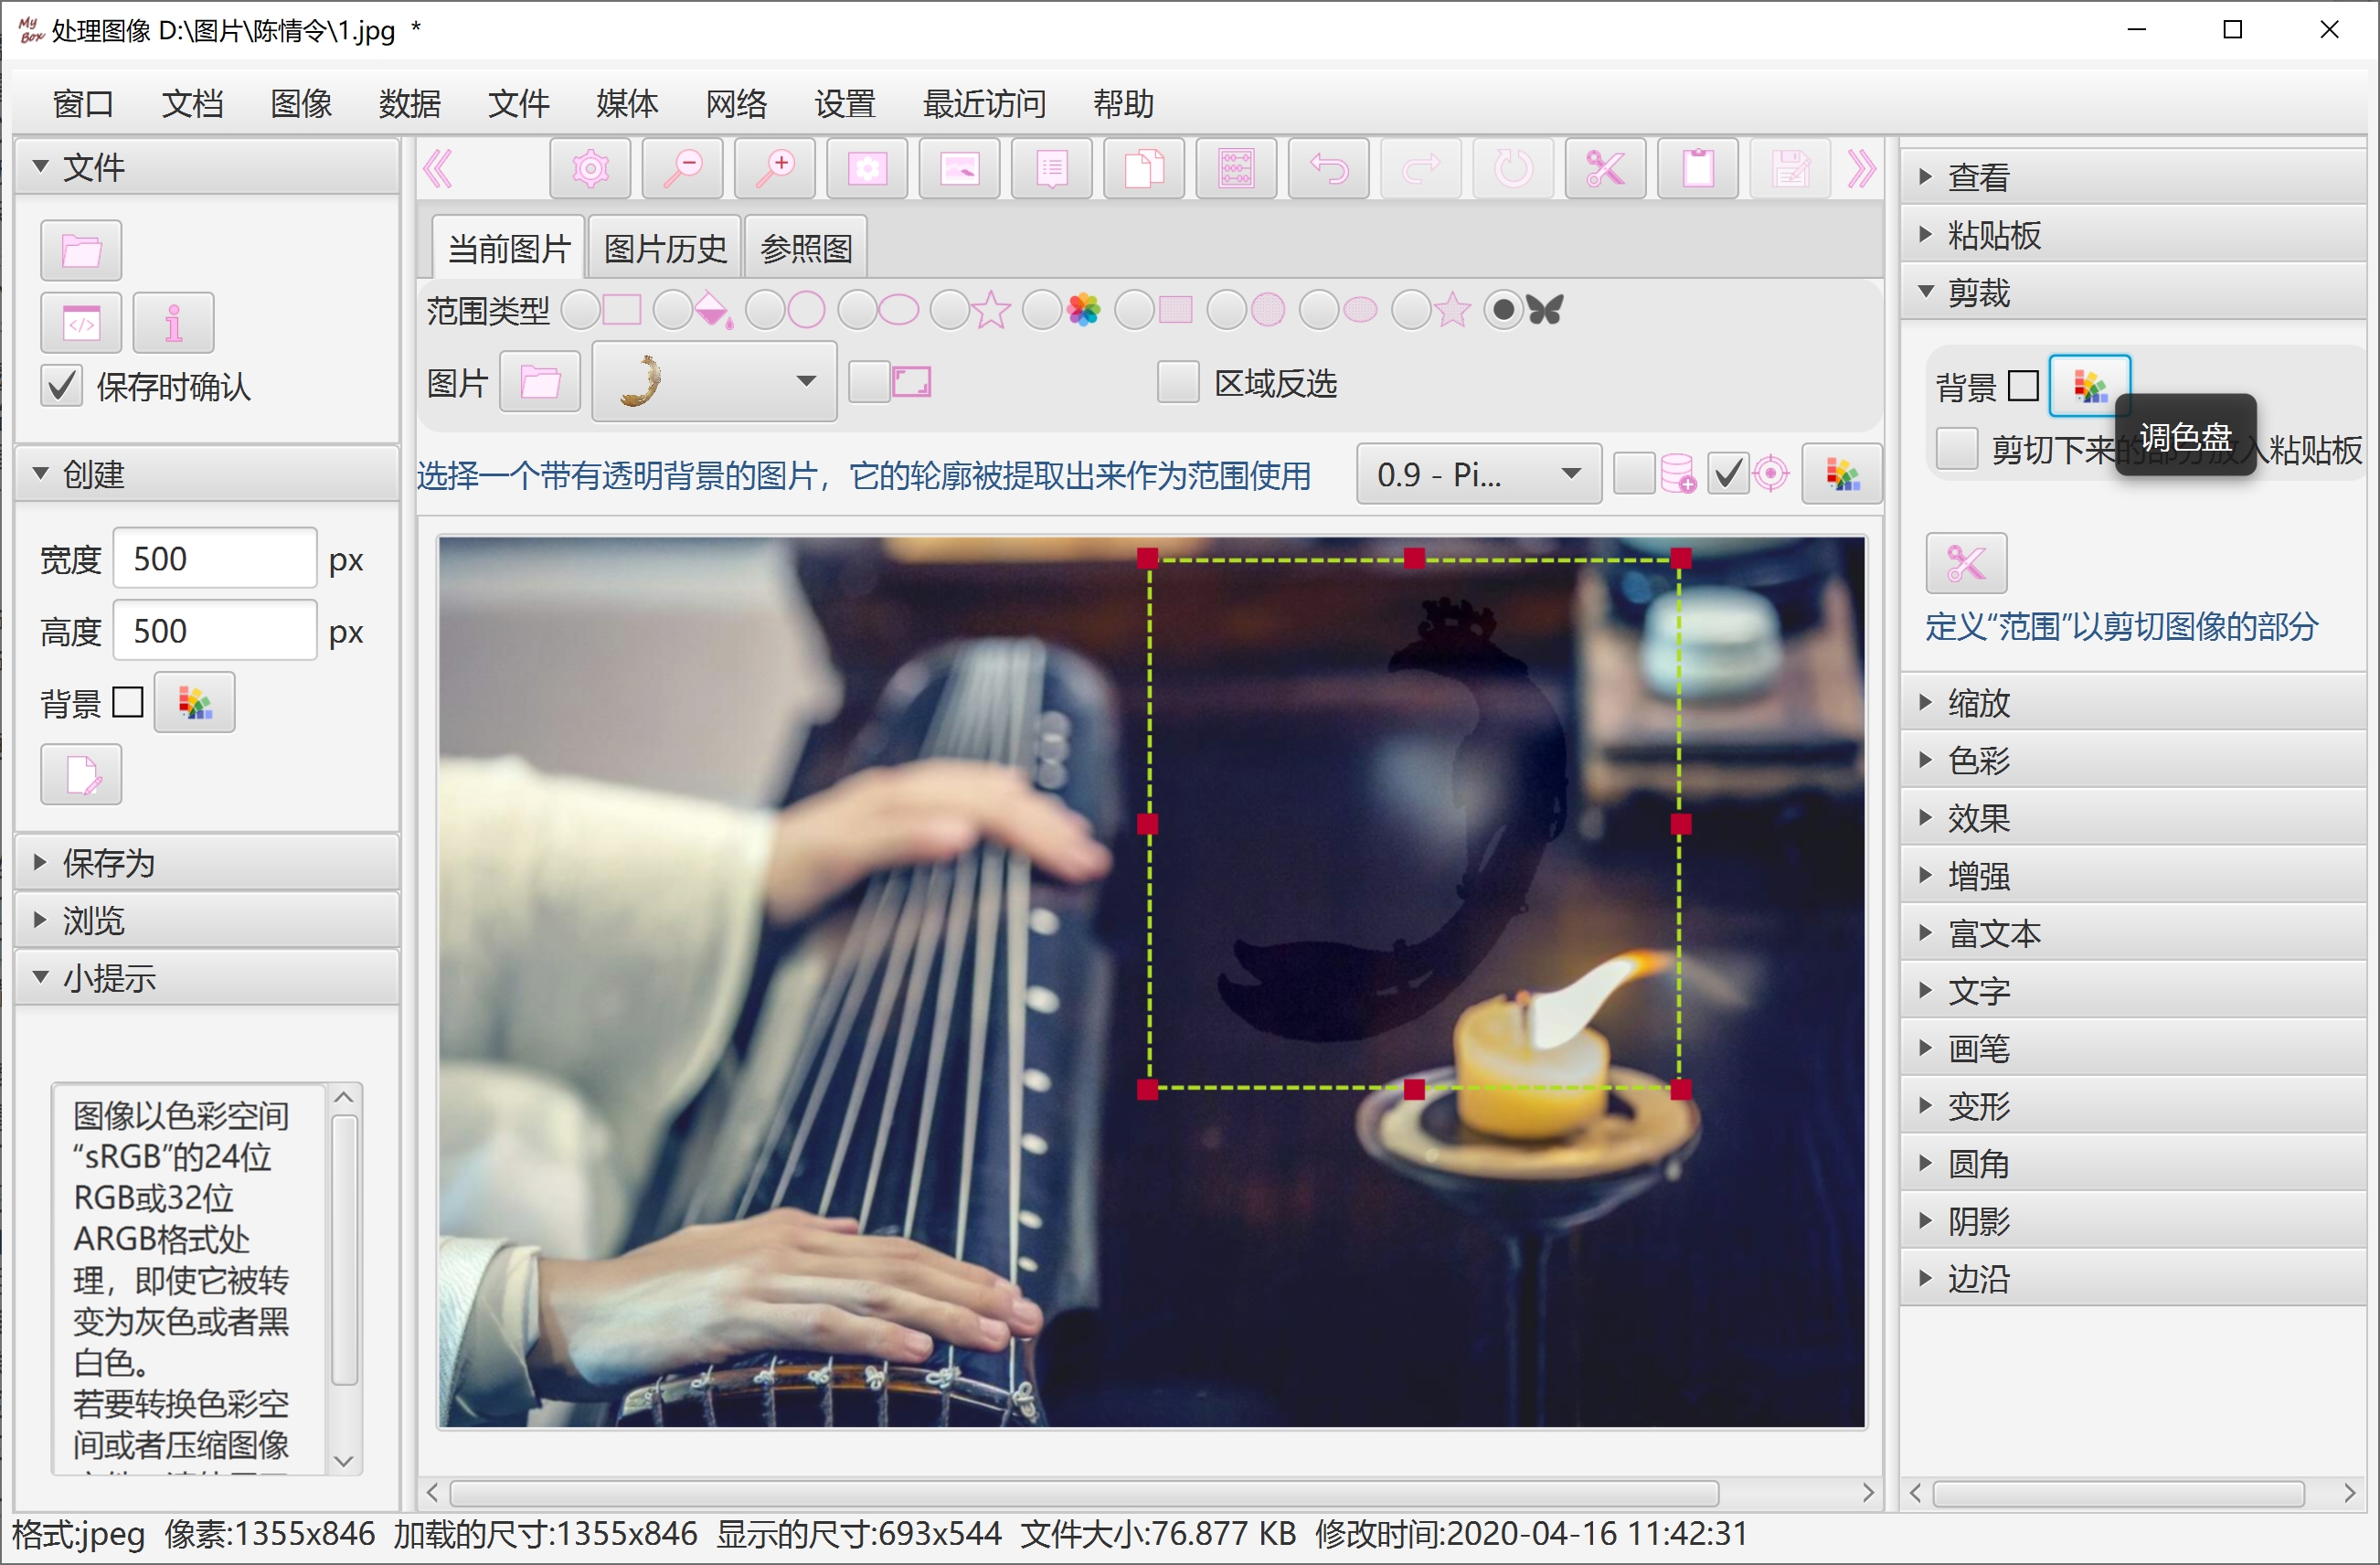 My Box 处理图像 D:\图片\陈情令\1.jpg *
窗口 文档 图像 数据 文件 媒体 网络 设置 最近访问 帮助
文件
保存时确认
创建
宽度 500 px
高度 500 px
背景
保存为
浏览
小提示
图像以色彩空间
“sRGB”的24位
RGB或32位
ARGB格式处
理，即使它被转
变为灰色或者黑
白色。
若要转换色彩空
间或者压缩图像
当前图片 图片历史 参照图
范围类型
图片 区域反选
选择一个带有透明背景的图片，它的轮廓被提取出来作为范围使用 0.9 - Pi...
查看
粘贴板
剪裁
背景
调色盘
剪切下来的部分放入粘贴板
定义“范围”以剪切图像的部分
缩放
色彩
效果
增强
富文本
文字
画笔
变形
圆角
阴影
边沿
格式:jpeg 像素:1355x846 加载的尺寸:1355x846 显示的尺寸:693x544 文件大小:76.877 KB 修改时间:2020-04-16 11:42:31